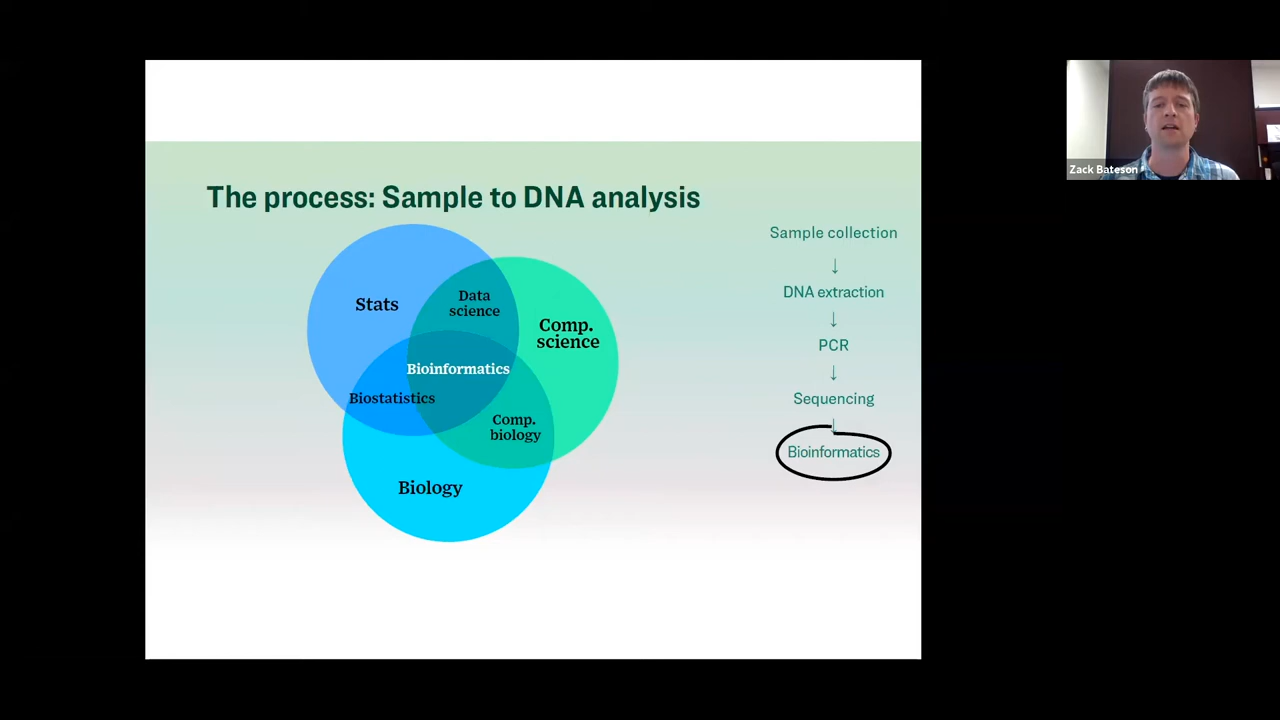 The process: Sample to DNA analysis
Stats
Data
science
Comp.
science
Bioinformatics
Biostatistics
Comp.
biology
Biology
Sample collection
↓
DNA extraction
↓
PCR
↓
Sequencing
↓
Bioinformatics
Zack Bateson